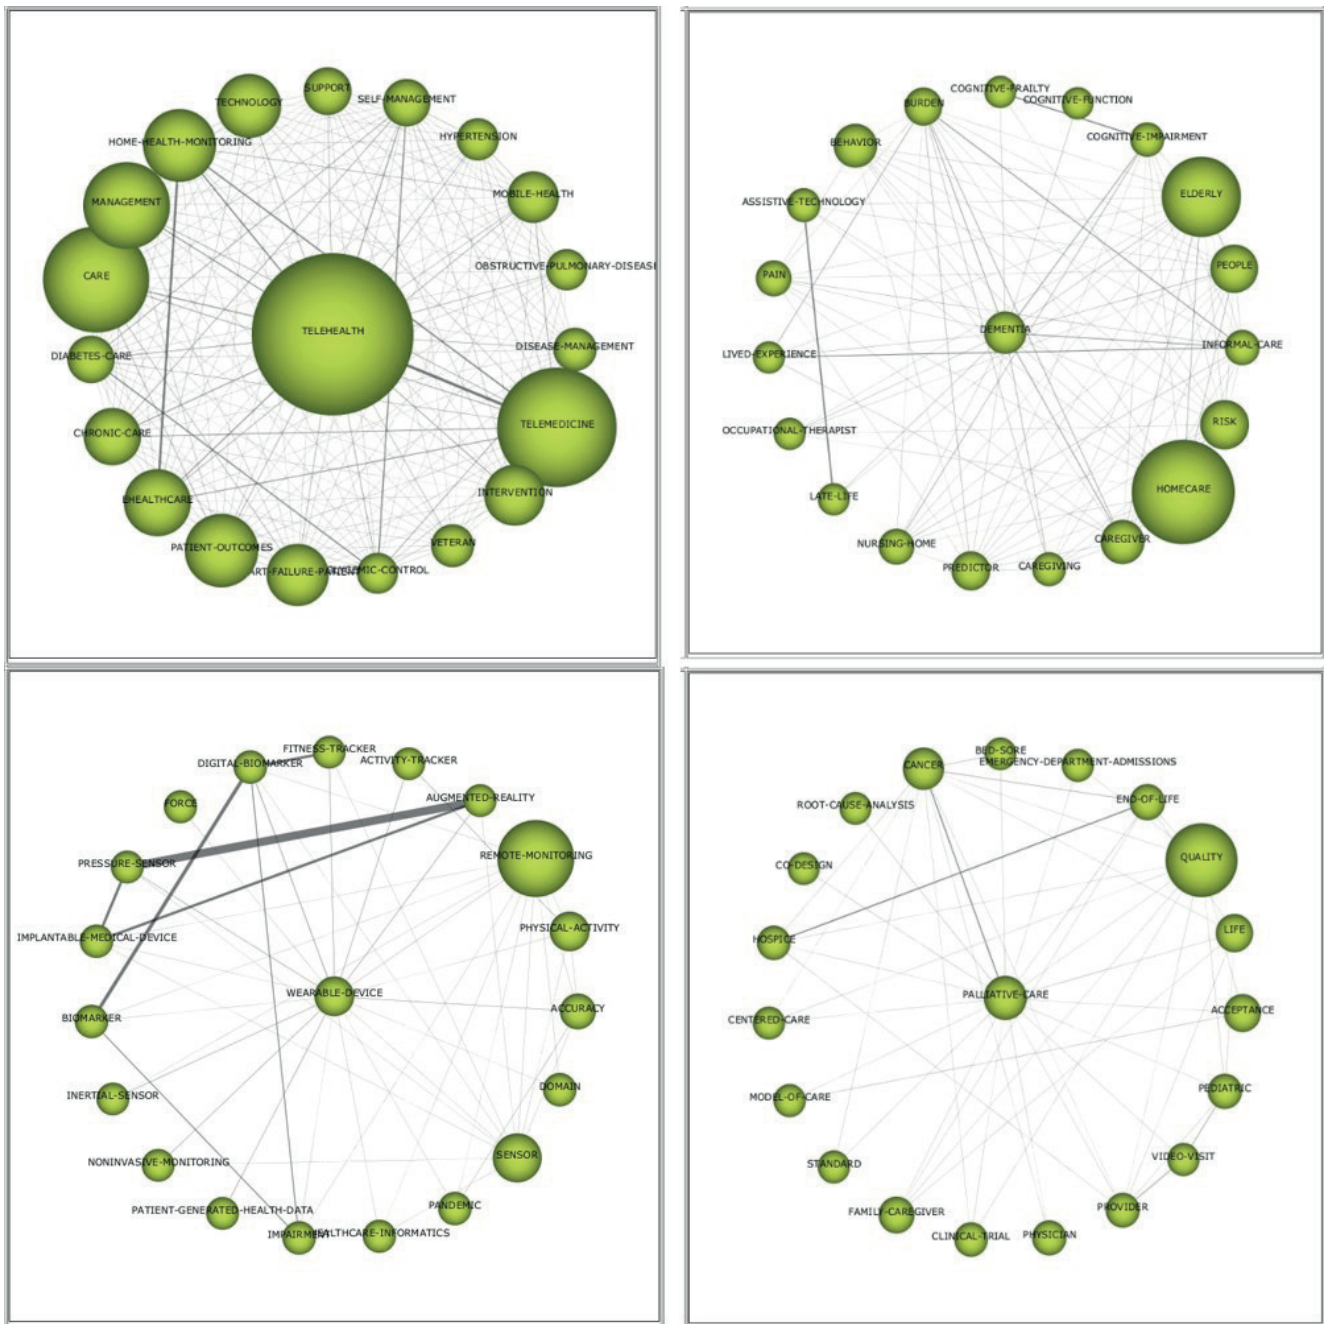 SUPPORT
TECHNOLOGY
SELF-MANAGEMENT
HOME-HEALTH-MONITORING
HYPERTENSION
MANAGEMENT
MOBILE-HEALTH
CARE
OBSTRUCTIVE-PULMONARY-DISEAS
TELEHEALTH
DIABETES-CARE
DISEASE-MANAGEMENT
CHRONIC-CARE
TELEMEDICINE
EHEALTHCARE
INTERVENTION
PATIENT-OUTCOMES
VETERAN
COGNITIVE-FRAILTY
COGNITIVE-FUNCTION
BURDEN
COGNITIVE-IMPAIRMENT
BEHAVIOR
ELDERLY
ASSISTIVE-TECHNOLOGY
PEOPLE
PAIN
DEMENTIA
LIVED-EXPERIENCE
INFORMAL-CARE
RISK
OCCUPATIONAL-THERAPIST
HOMECARE
LATE-LIFE
NURSING-HOME
CAREGIVER
PREDICTOR
CAREGIVING
FITNESS-TRACKER
DIGITAL-BIOMARKER
ACTIVITY-TRACKER
FORCE
AUGMENTED-REALITY
PRESSURE-SENSOR
REMOTE-MONITORING
IMPLANTABLE-MEDICAL-DEVICE
PHYSICAL-ACTIVITY
WEARABLE-DEVICE
BIOMARKER
ACCURACY
INERTIAL-SENSOR
DOMAIN
NONINVASIVE-MONITORING
SENSOR
PATIENT-GENERATED-HEALTH-DATA
PANDEMIC
IMPAIRMENT
HEALTHCARE-INFORMATICS
BED-SORE
CANCER
EMERGENCY-DEPARTMENT-ADMISSIONS
ROOT-CAUSE-ANALYSIS
END-OF-LIFE
CO-DESIGN
QUALITY
HOSPICE
LIFE
PALLIATIVE-CARE
CENTERED-CARE
ACCEPTANCE
MODEL-OF-CARE
PEDIATRIC
STANDARD
VIDEO-VISIT
FAMILY-CAREGIVER
PROVIDER
CLINICAL-TRIAL
PHYSICIAN